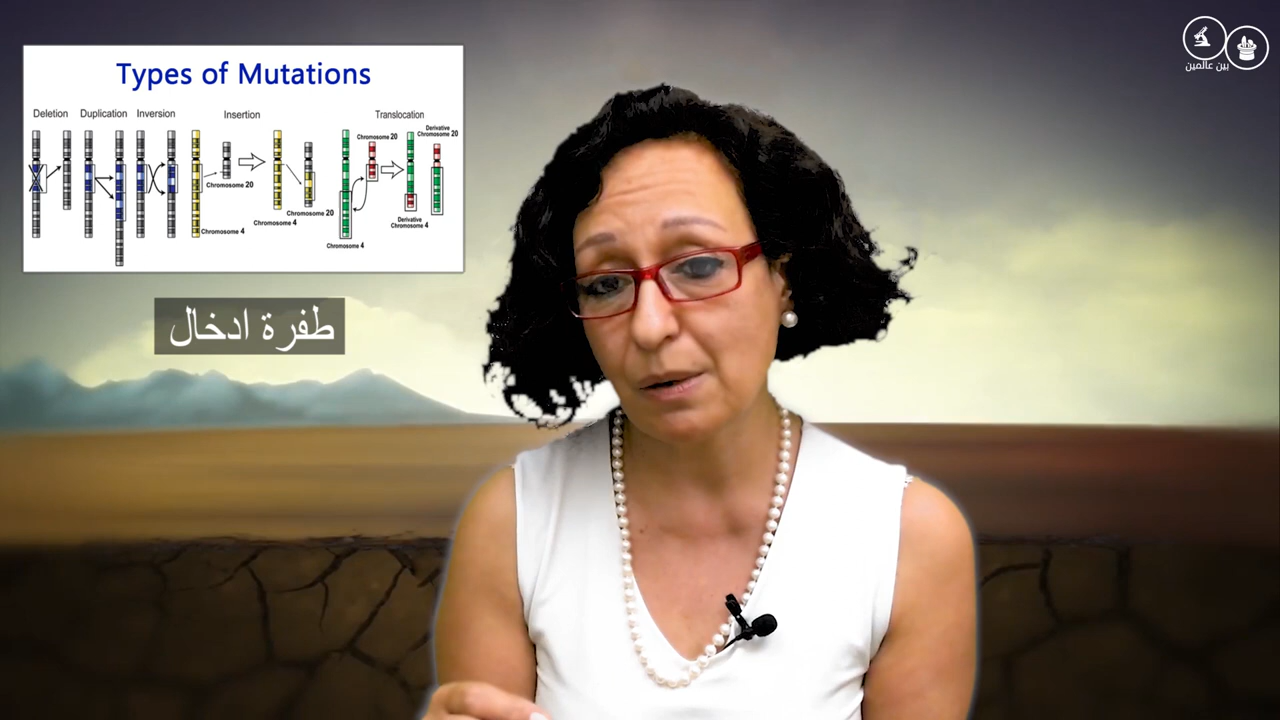 Types of Mutations
Deletion Duplication Inversion Insertion Translocation
Chromosome 20
Derivative
Chromosome 20
Chromosome 20
Chromosome 20
Chromosome 4
Chromosome 4
Derivative
Chromosome 4
Chromosome 4
طفرة ادخال
بين عالمين